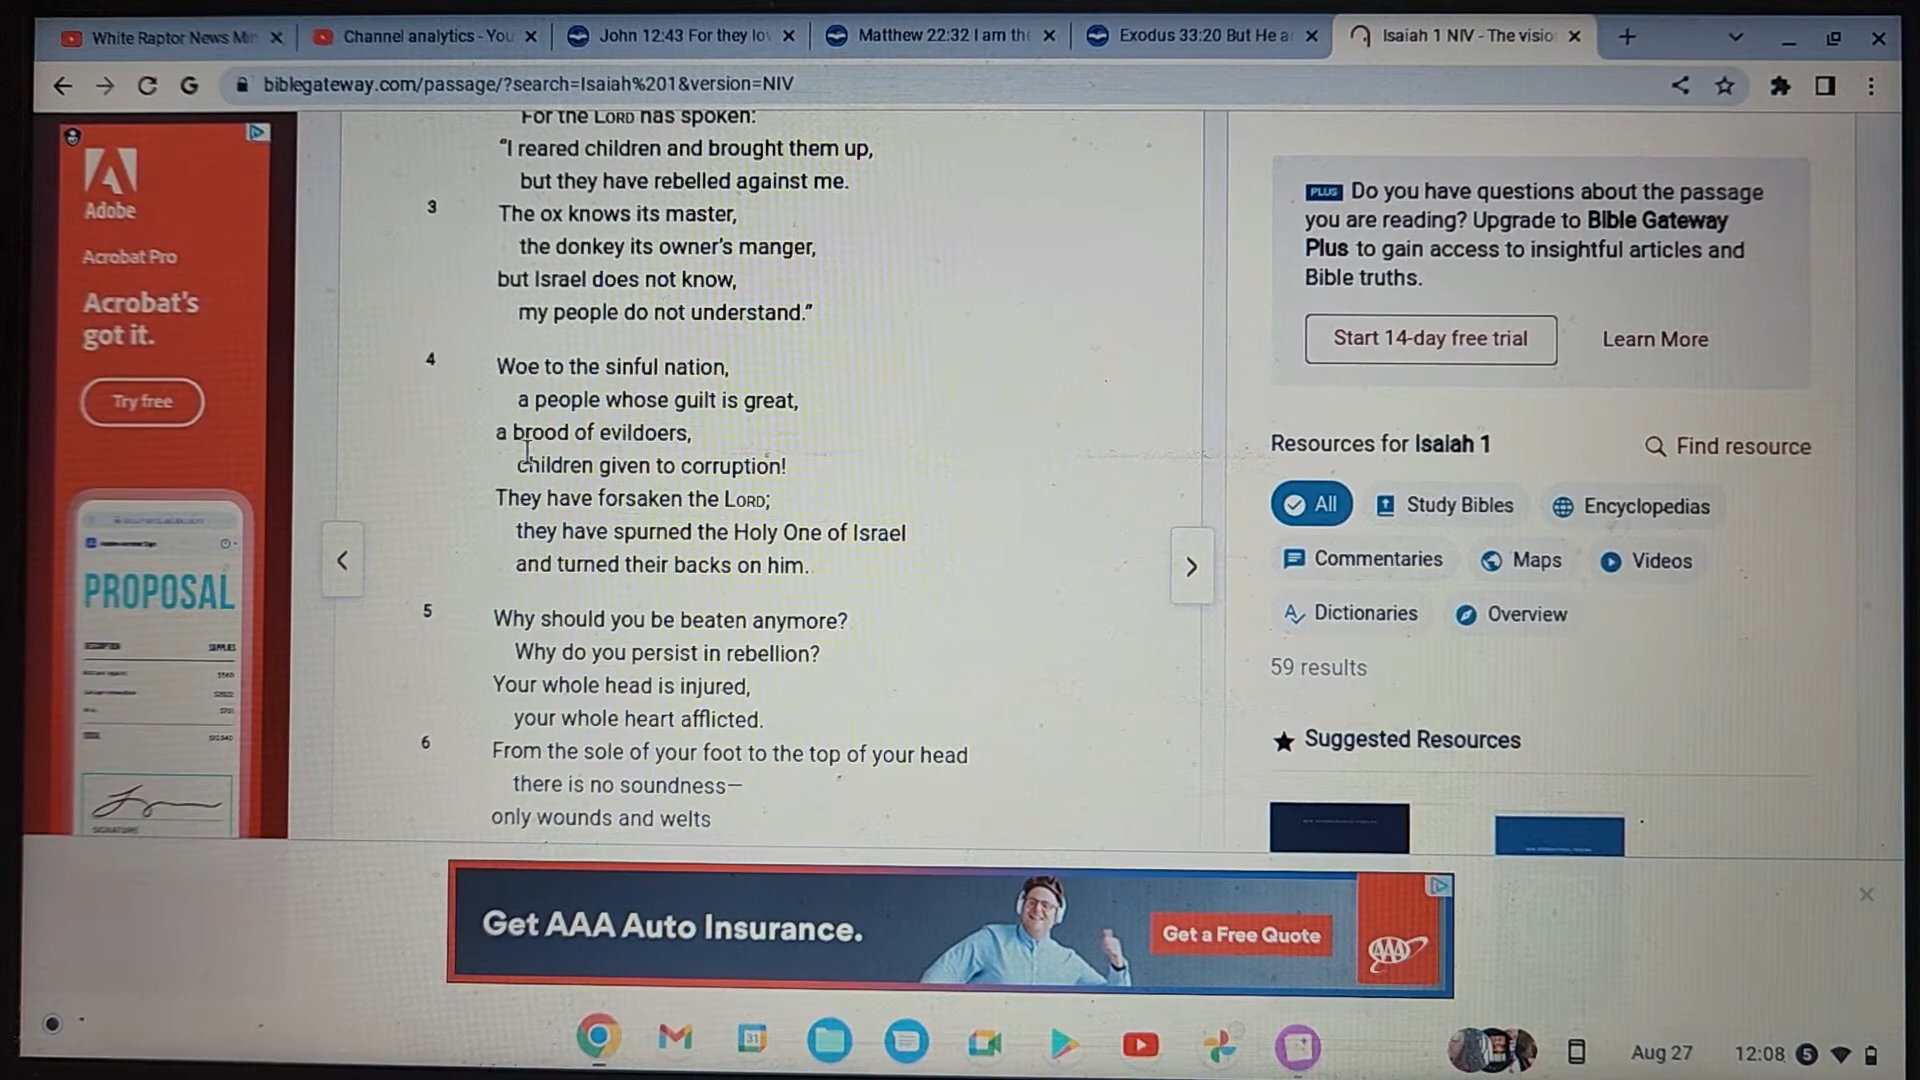 White Raptor News Min
Channel analytics - You
John 12:43 For they lov
Matthew 22:32 I am the
Exodus 33:20 But He a
Isaiah 1 NIV - The visio
biblegateway.com/passage/?search=Isaiah%201&version=NIV
For the LORD has spoken:
"I reared children and brought them up,
but they have rebelled against me.
3 The ox knows its master,
the donkey its owner's manger,
but Israel does not know,
my people do not understand."
4 Woe to the sinful nation,
a people whose guilt is great,
a brood of evildoers,
children given to corruption!
They have forsaken the LORD;
they have spurned the Holy One of Israel
and turned their backs on him.
5 Why should you be beaten anymore?
Why do you persist in rebellion?
Your whole head is injured,
your whole heart afflicted.
6 From the sole of your foot to the top of your head
there is no soundness—
only wounds and welts
Adobe
Acrobat Pro
Acrobat's
got it.
Try free
PROPOSAL
SIGNATURE
PLUS Do you have questions about the passage
you are reading? Upgrade to Bible Gateway
Plus to gain access to insightful articles and
Bible truths.
Start 14-day free trial
Learn More
Resources for Isaiah 1
Find resource
All
Study Bibles
Encyclopedias
Commentaries
Maps
Videos
Dictionaries
Overview
59 results
Suggested Resources
Get AAA Auto Insurance.
Get a Free Quote
AAA
31
Aug 27
12:08
5